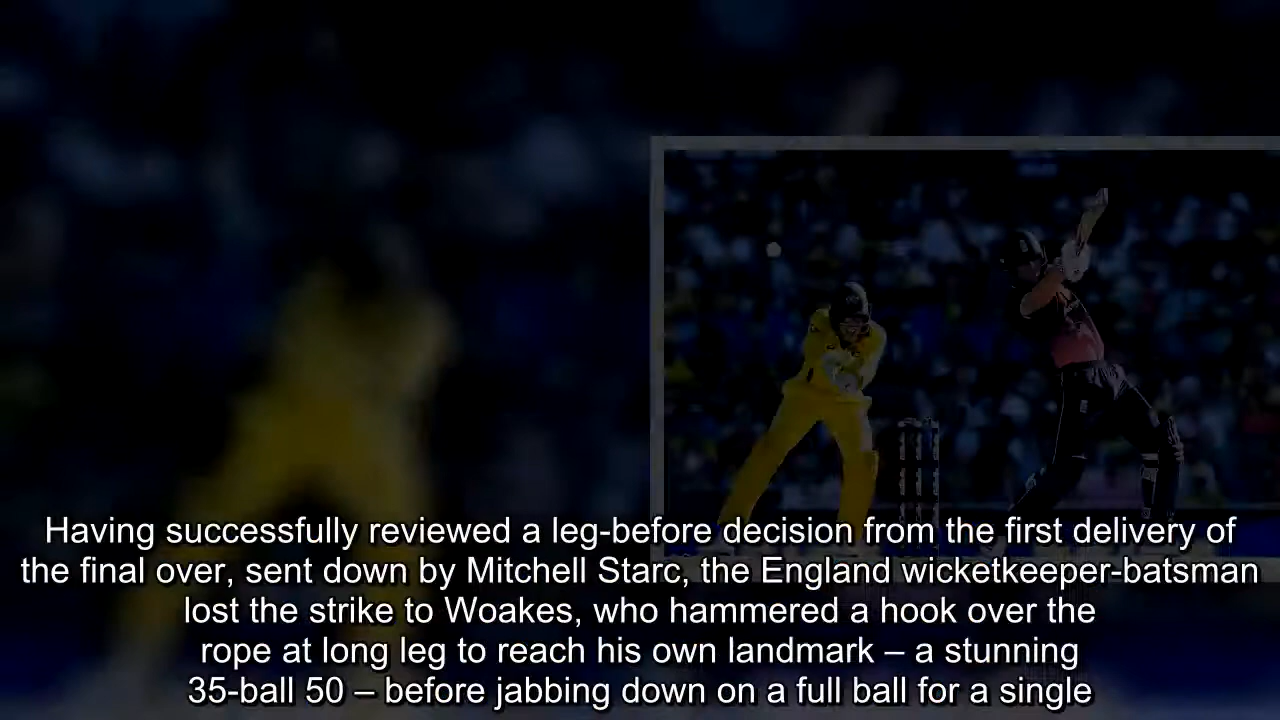 Having successfully reviewed a leg-before decision from the first delivery of
the final over, sent down by Mitchell Starc, the England wicketkeeper-batsman
lost the strike to Woakes, who hammered a hook over the
rope at long leg to reach his own landmark – a stunning
35-ball 50 – before jabbing down on a full ball for a single